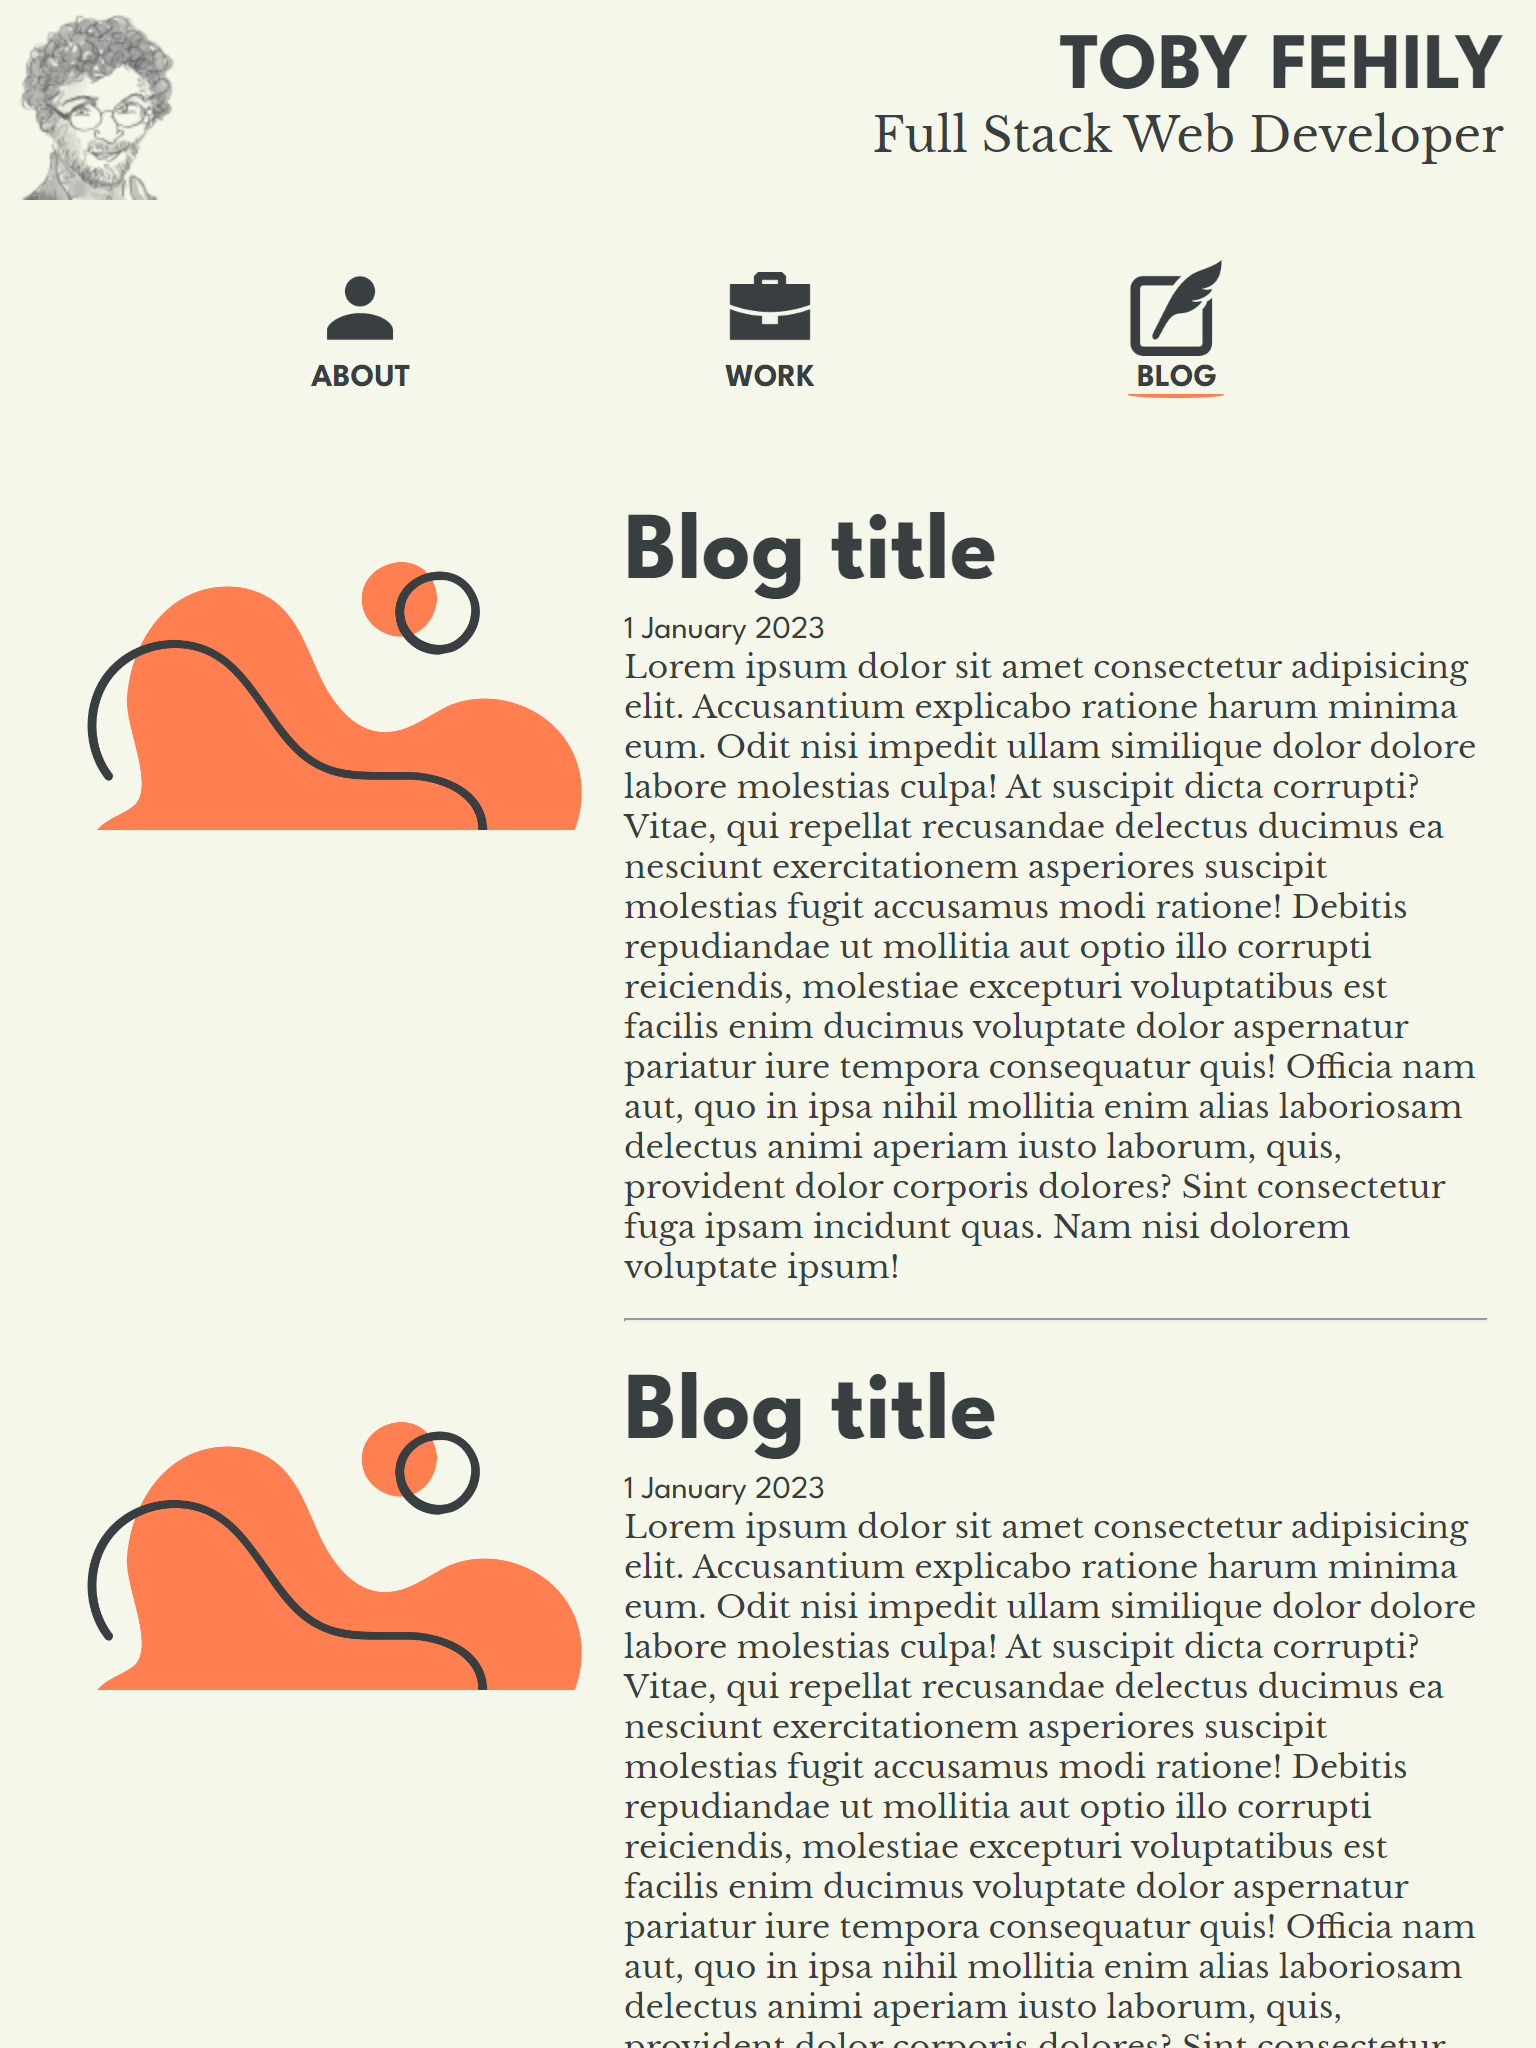 TOBY FEHILY
Full Stack Web Developer
ABOUT
WORK
BLOG
Blog title
1 January 2023
Lorem ipsum dolor sit amet consectetur adipisicing
elit. Accusantium explicabo ratione harum minima
eum. Odit nisi impedit ullam similique dolor dolore
labore molestias culpa! At suscipit dicta corrupti?
Vitae, qui repellat recusandae delectus ducimus ea
nesciunt exercitationem asperiores suscipit
molestias fugit accusamus modi ratione! Debitis
repudiandae ut mollitia aut optio illo corrupti
reiciendis, molestiae excepturi voluptatibus est
facilis enim ducimus voluptate dolor aspernatur
pariatur iure tempora consequatur quis! Officia nam
aut, quo in ipsa nihil mollitia enim alias laboriosam
delectus animi aperiam iusto laborum, quis,
provident dolor corporis dolores? Sint consectetur
fuga ipsam incidunt quas. Nam nisi dolorem
voluptate ipsum!
Blog title
1 January 2023
Lorem ipsum dolor sit amet consectetur adipisicing
elit. Accusantium explicabo ratione harum minima
eum. Odit nisi impedit ullam similique dolor dolore
labore molestias culpa! At suscipit dicta corrupti?
Vitae, qui repellat recusandae delectus ducimus ea
nesciunt exercitationem asperiores suscipit
molestias fugit accusamus modi ratione! Debitis
repudiandae ut mollitia aut optio illo corrupti
reiciendis, molestiae excepturi voluptatibus est
facilis enim ducimus voluptate dolor aspernatur
pariatur iure tempora consequatur quis! Officia nam
aut, quo in ipsa nihil mollitia enim alias laboriosam
delectus animi aperiam iusto laborum, quis,
provident dolor corporis dolores? Sint consectetur